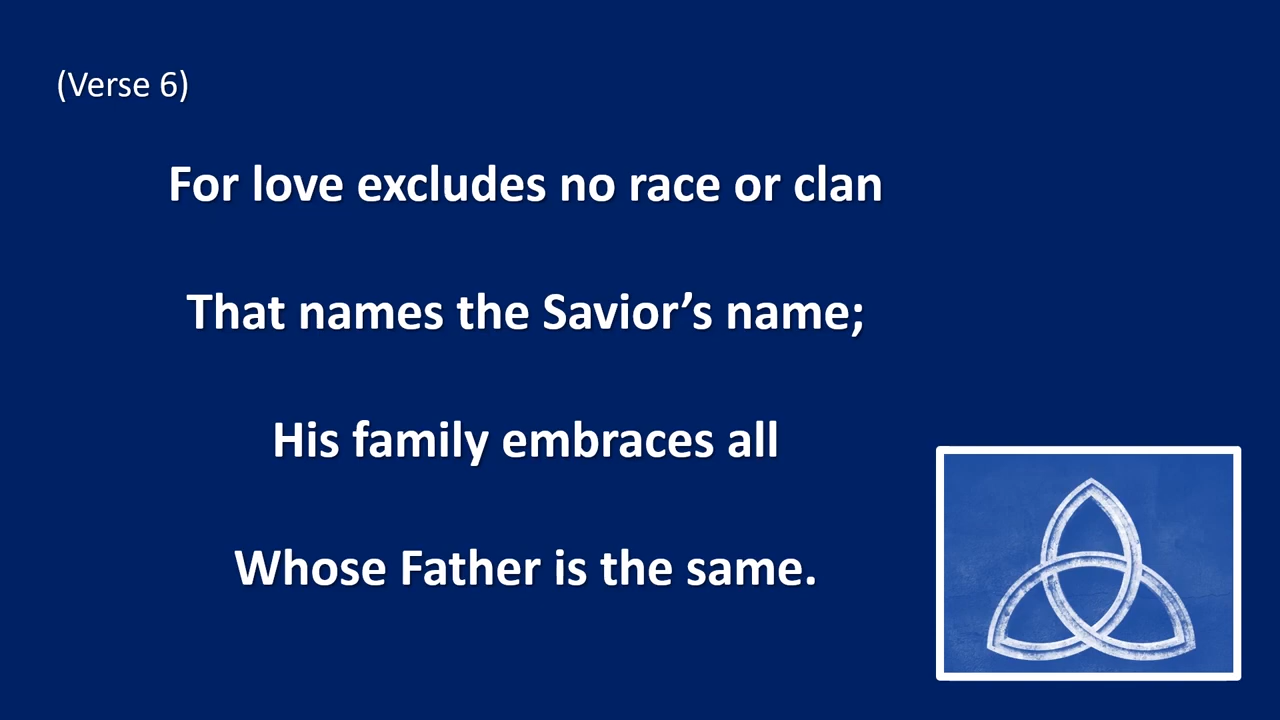 (Verse 6)
For love excludes no race or clan
That names the Savior’s name;
His family embraces all
Whose Father is the same.